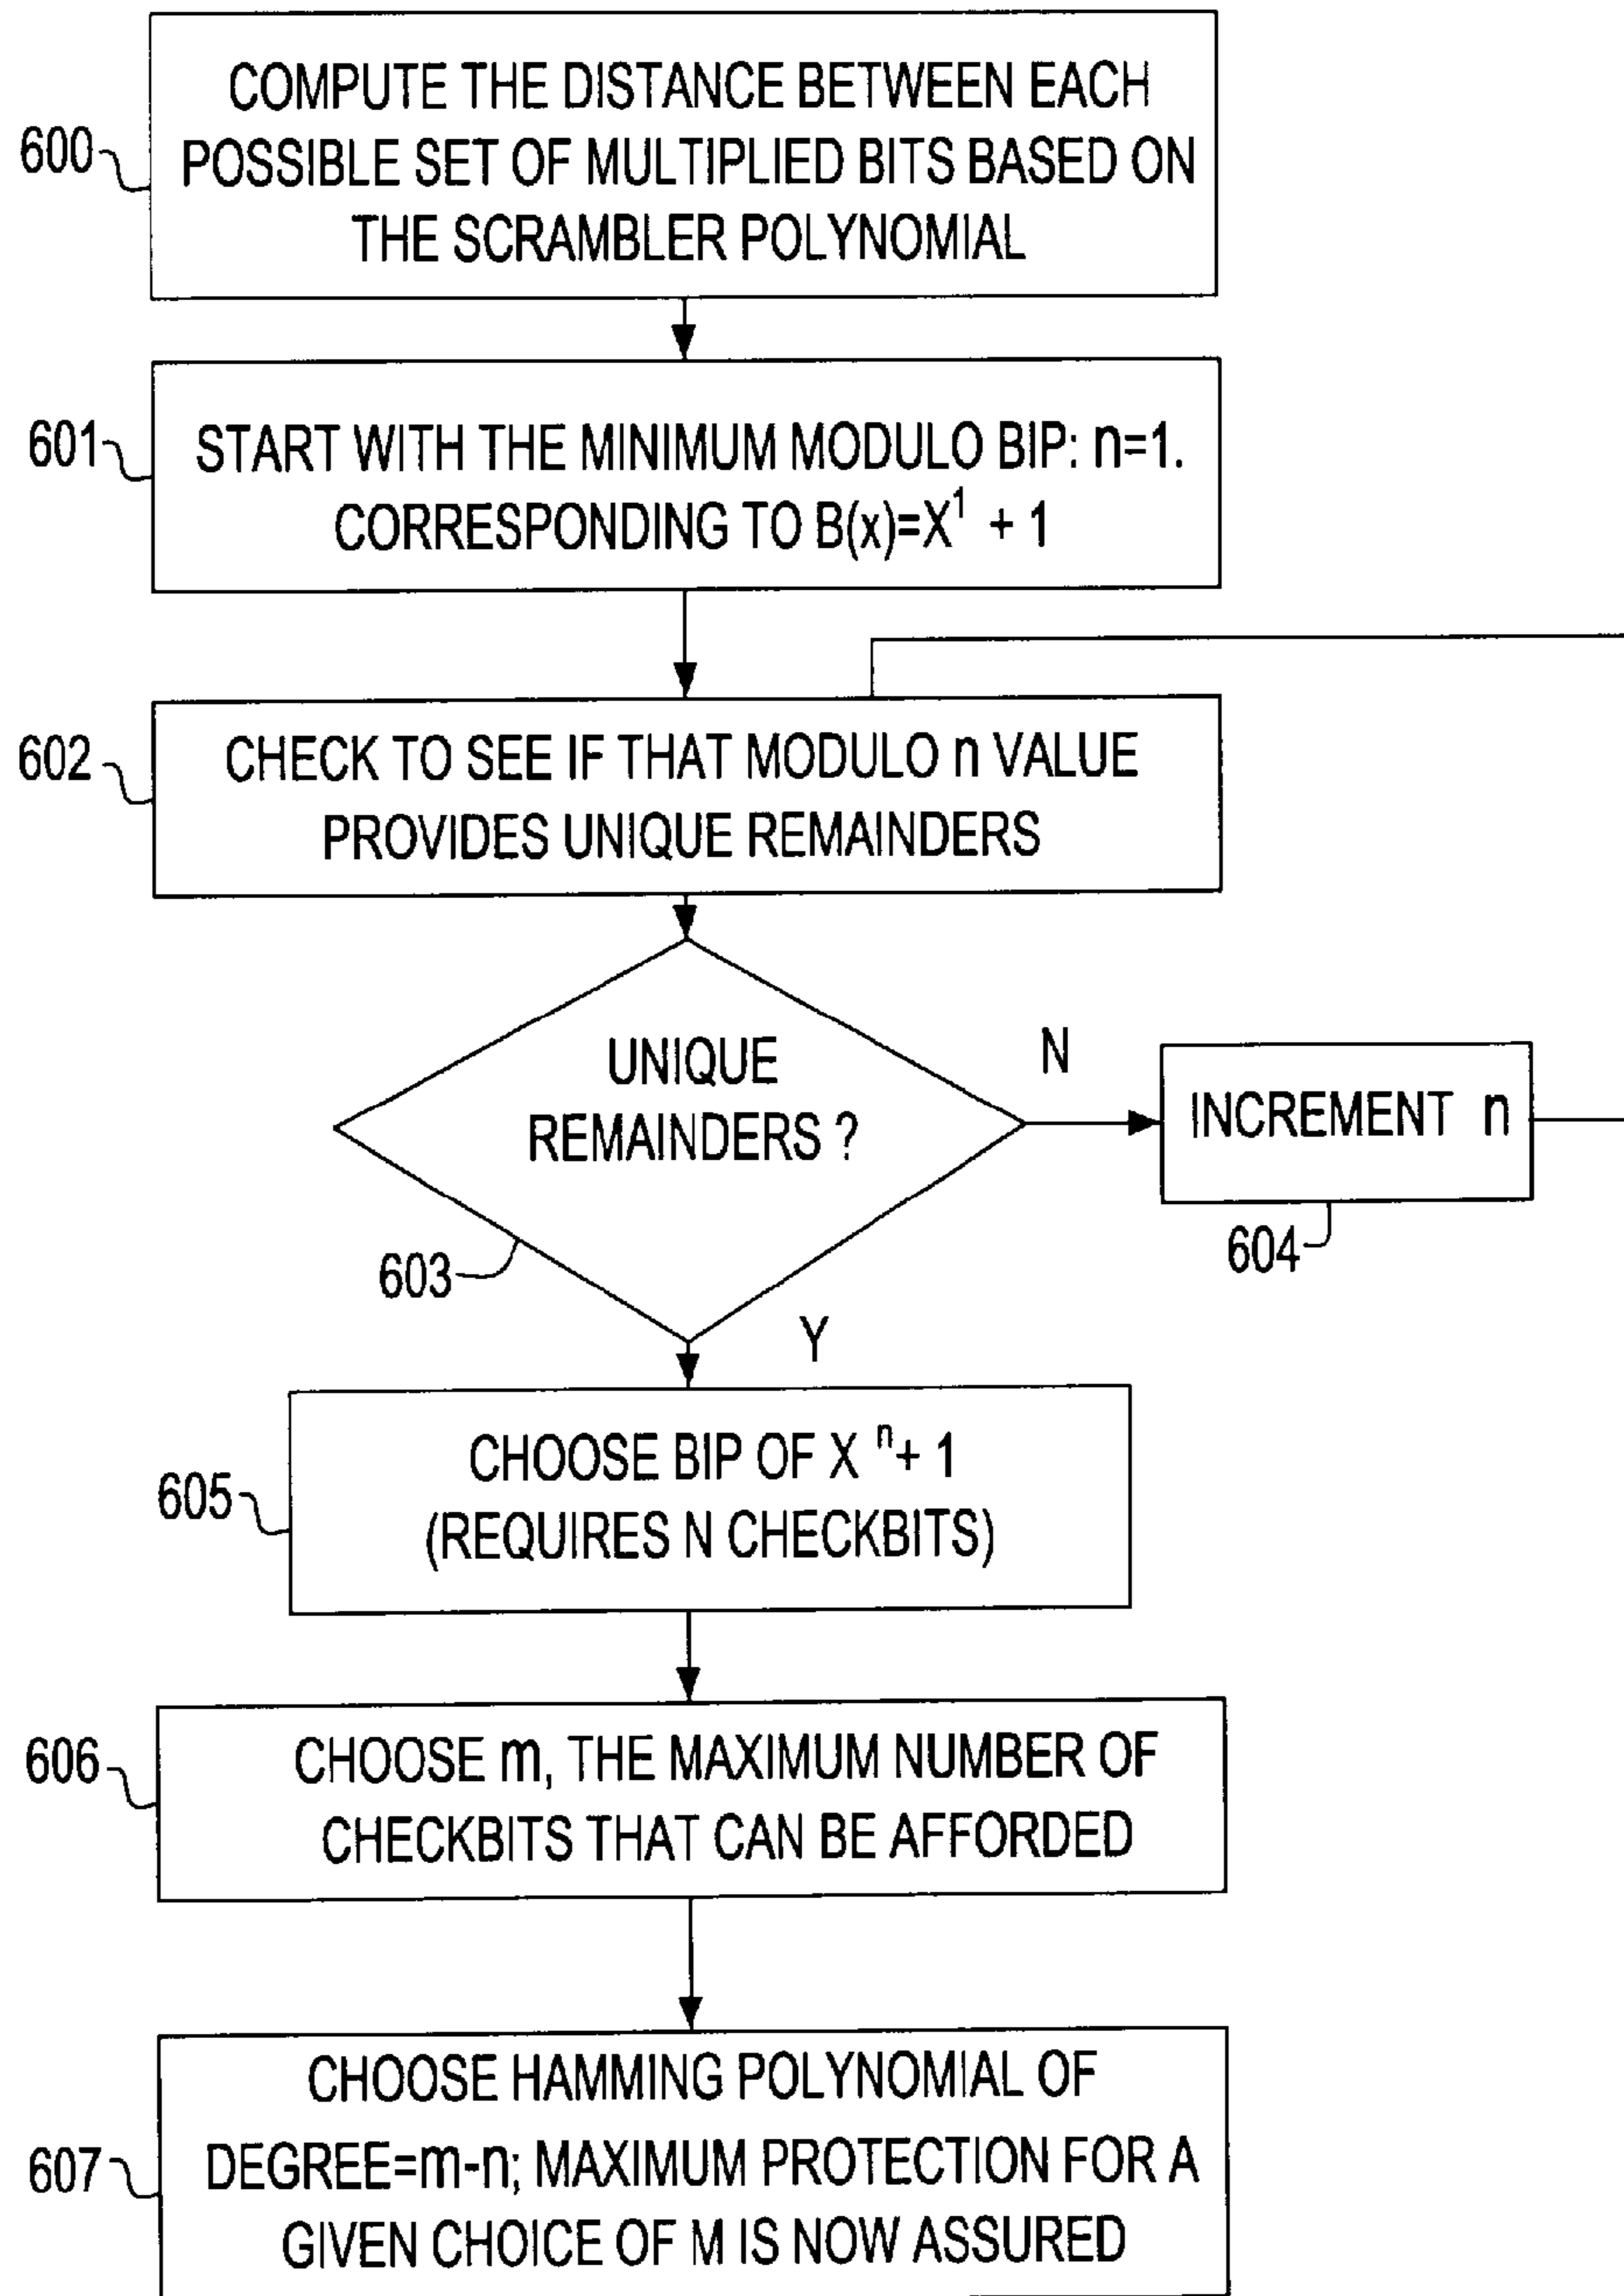 600
COMPUTE THE DISTANCE BETWEEN EACH
POSSIBLE SET OF MULTIPLIED BITS BASED ON
THE SCRAMBLER POLYNOMIAL
601
START WITH THE MINIMUM MODULO BIP: n=1.
CORRESPONDING TO B(x)=X¹ + 1
602
CHECK TO SEE IF THAT MODULO n VALUE
PROVIDES UNIQUE REMAINDERS
UNIQUE
REMAINDERS ?
603
N
INCREMENT n
604
Y
605
CHOOSE BIP OF X ⁿ+ 1
(REQUIRES N CHECKBITS)
606
CHOOSE m, THE MAXIMUM NUMBER OF
CHECKBITS THAT CAN BE AFFORDED
607
CHOOSE HAMMING POLYNOMIAL OF
DEGREE=m-n; MAXIMUM PROTECTION FOR A
GIVEN CHOICE OF M IS NOW ASSURED